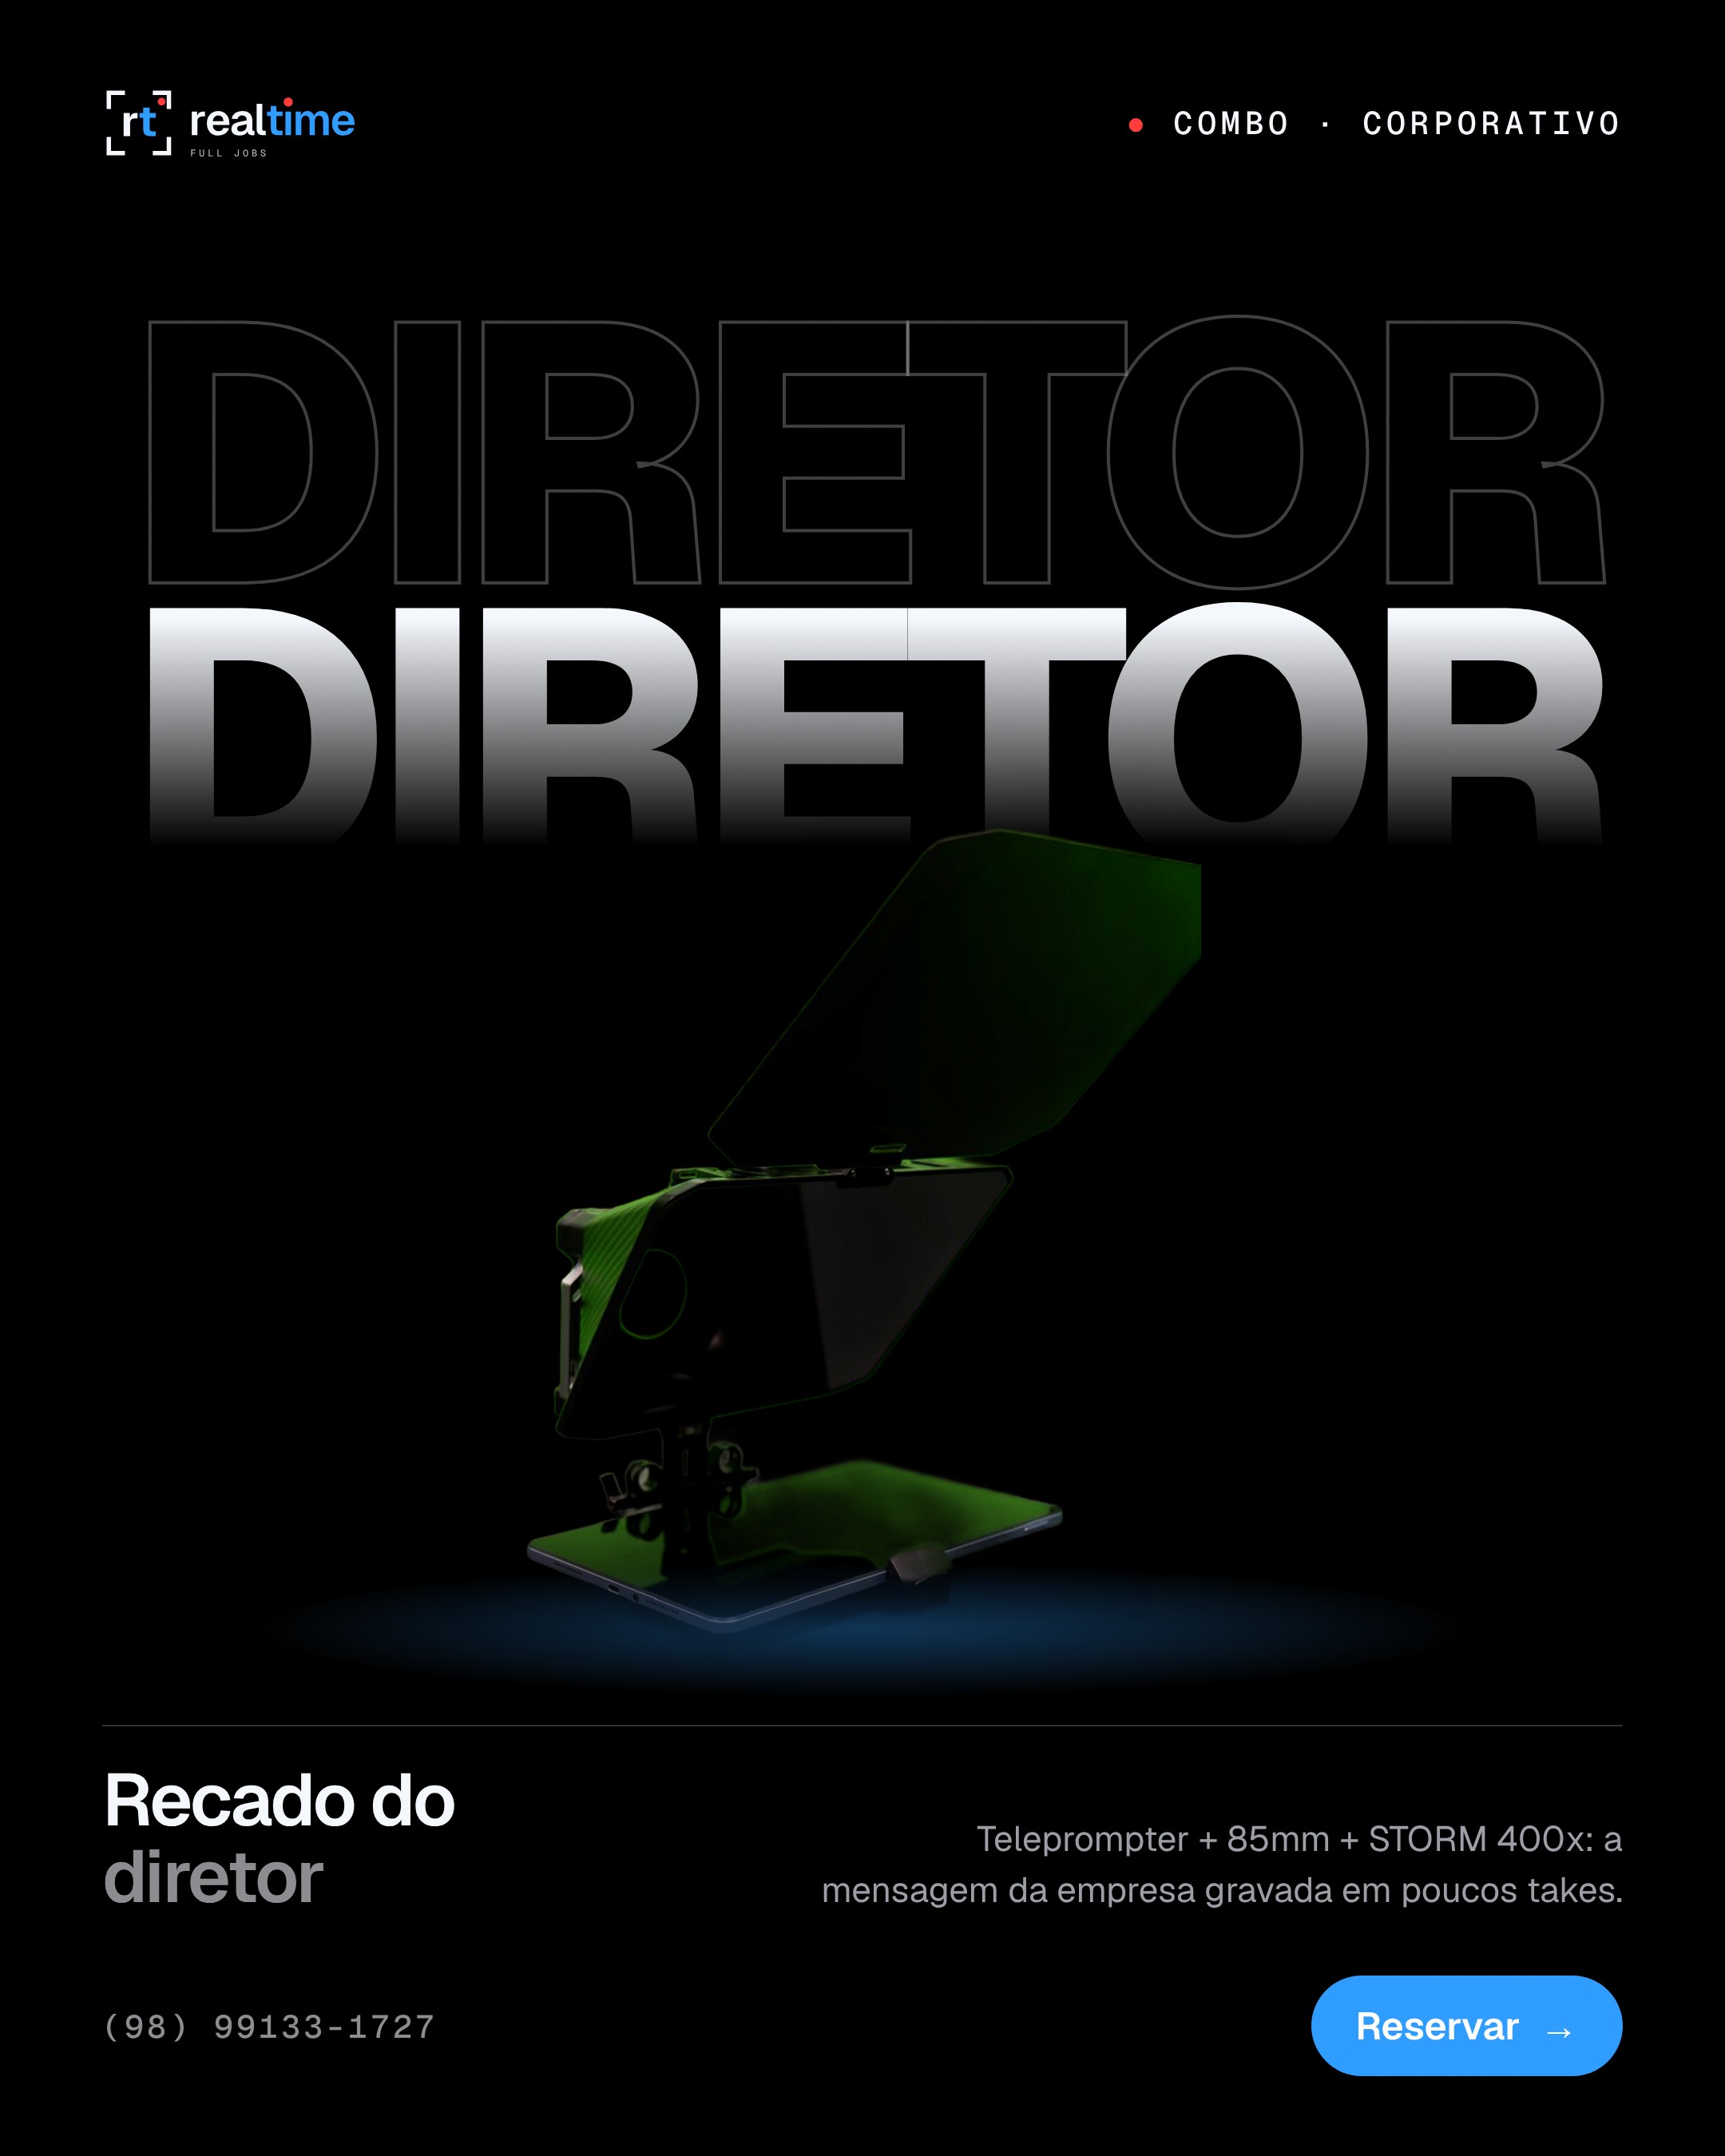 rt realtime
FULL JOBS
COMBO · CORPORATIVO
DIRETOR
DIRETOR
Recado do
diretor
Teleprompter + 85mm + STORM 400x: a
mensagem da empresa gravada em poucos takes.
(98) 99133-1727
Reservar →